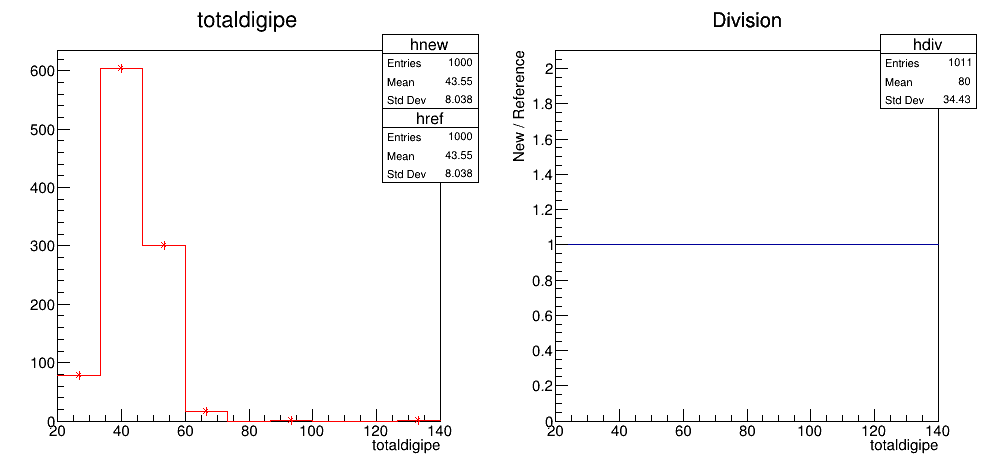 totaldigipe
hnew
Entries 1000
Mean 43.55
Std Dev 8.038
href
Entries 1000
Mean 43.55
Std Dev 8.038
600
500
400
300
200
100
0
20 40 60 80 100 120 140
totaldigipe
Division
hdiv
Entries 1011
Mean 80
Std Dev 34.43
New / Reference
2
1.8
1.6
1.4
1.2
1
0.8
0.6
0.4
0.2
0
20 40 60 80 100 120 140
totaldigipe